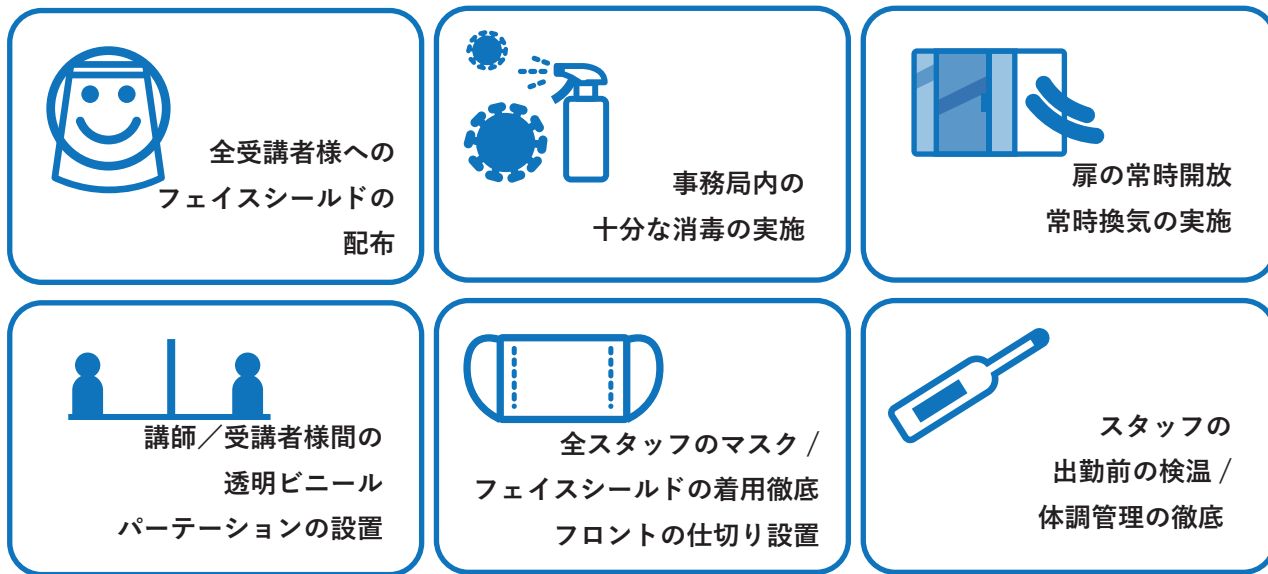 全受講者様への
フェイスシールドの
配布
事務局内の
十分な消毒の実施
扉の常時開放
常時換気の実施
講師／受講者様間の
透明ビニール
パーテーションの設置
全スタッフのマスク /
フェイスシールドの着用徹底
フロントの仕切り設置
スタッフの
出勤前の検温 /
体調管理の徹底